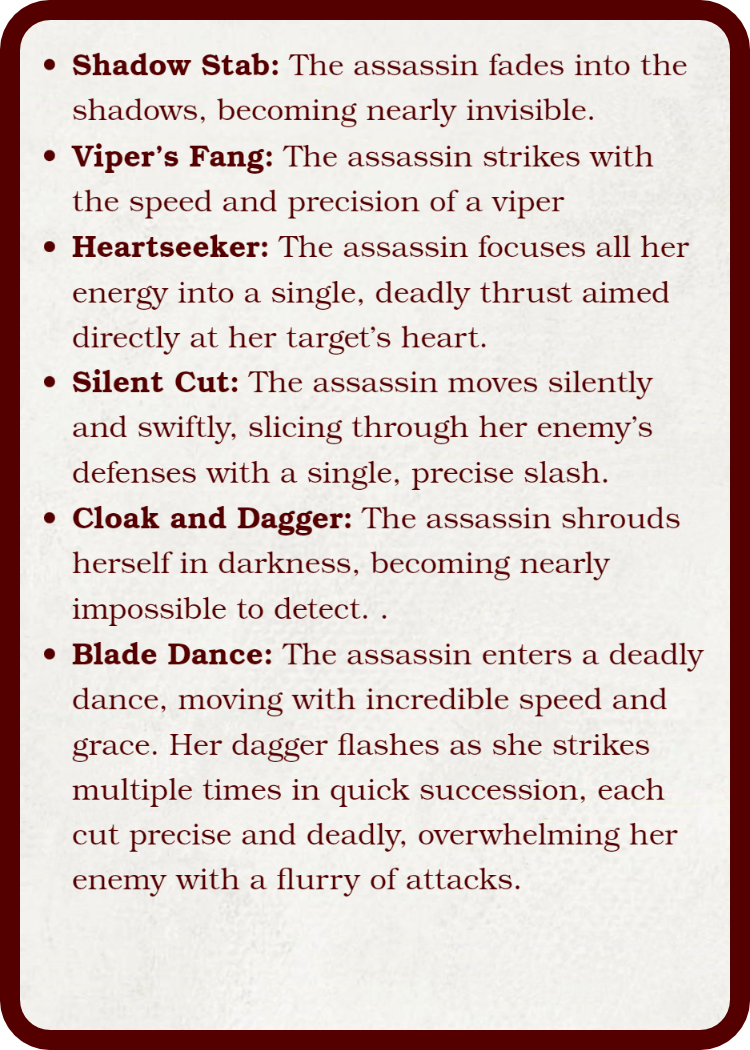 • Shadow Stab: The assassin fades into the
shadows, becoming nearly invisible.
• Viper’s Fang: The assassin strikes with
the speed and precision of a viper
• Heartseeker: The assassin focuses all her
energy into a single, deadly thrust aimed
directly at her target’s heart.
• Silent Cut: The assassin moves silently
and swiftly, slicing through her enemy’s
defenses with a single, precise slash.
• Cloak and Dagger: The assassin shrouds
herself in darkness, becoming nearly
impossible to detect. .
• Blade Dance: The assassin enters a deadly
dance, moving with incredible speed and
grace. Her dagger flashes as she strikes
multiple times in quick succession, each
cut precise and deadly, overwhelming her
enemy with a flurry of attacks.